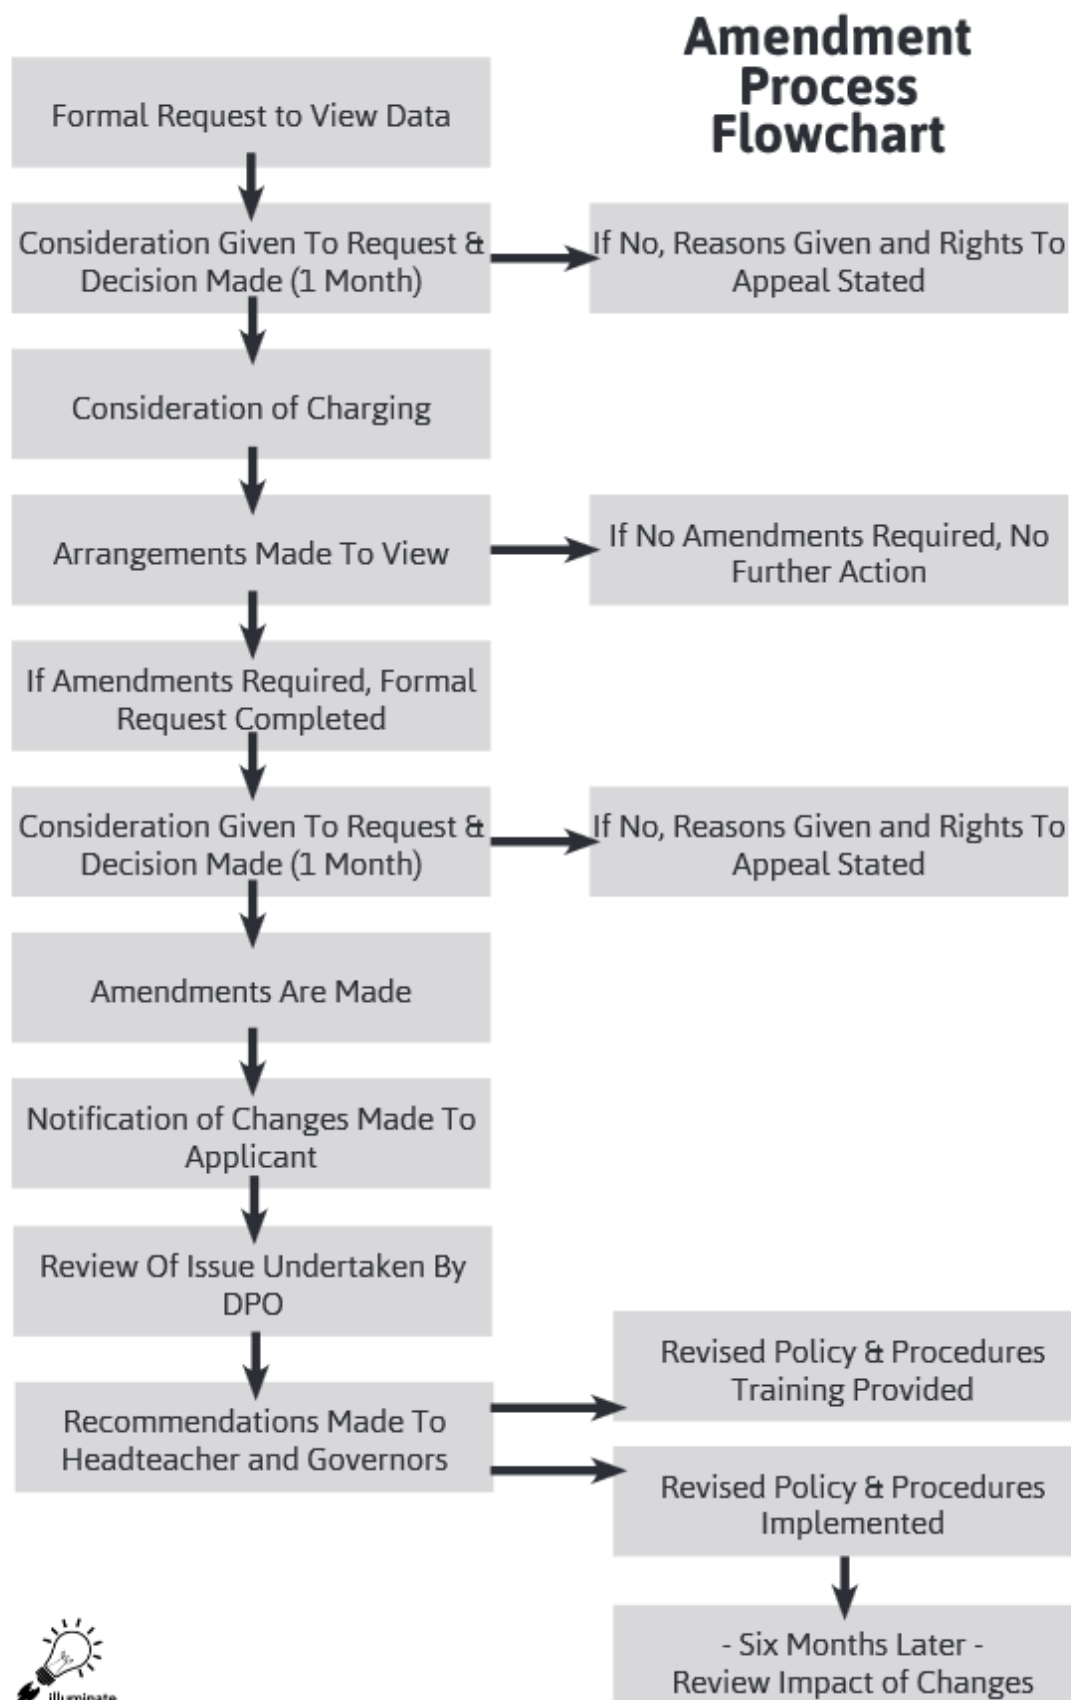 Amendment
Process
Flowchart
Formal Request to View Data
Consideration Given To Request &
Decision Made (1 Month)
If No, Reasons Given and Rights To
Appeal Stated
Consideration of Charging
Arrangements Made To View
If No Amendments Required, No
Further Action
If Amendments Required, Formal
Request Completed
Consideration Given To Request &
Decision Made (1 Month)
If No, Reasons Given and Rights To
Appeal Stated
Amendments Are Made
Notification of Changes Made To
Applicant
Review Of Issue Undertaken By
DPO
Recommendations Made To
Headteacher and Governors
Revised Policy & Procedures
Training Provided
Revised Policy & Procedures
Implemented
- Six Months Later -
Review Impact of Changes
illuminate